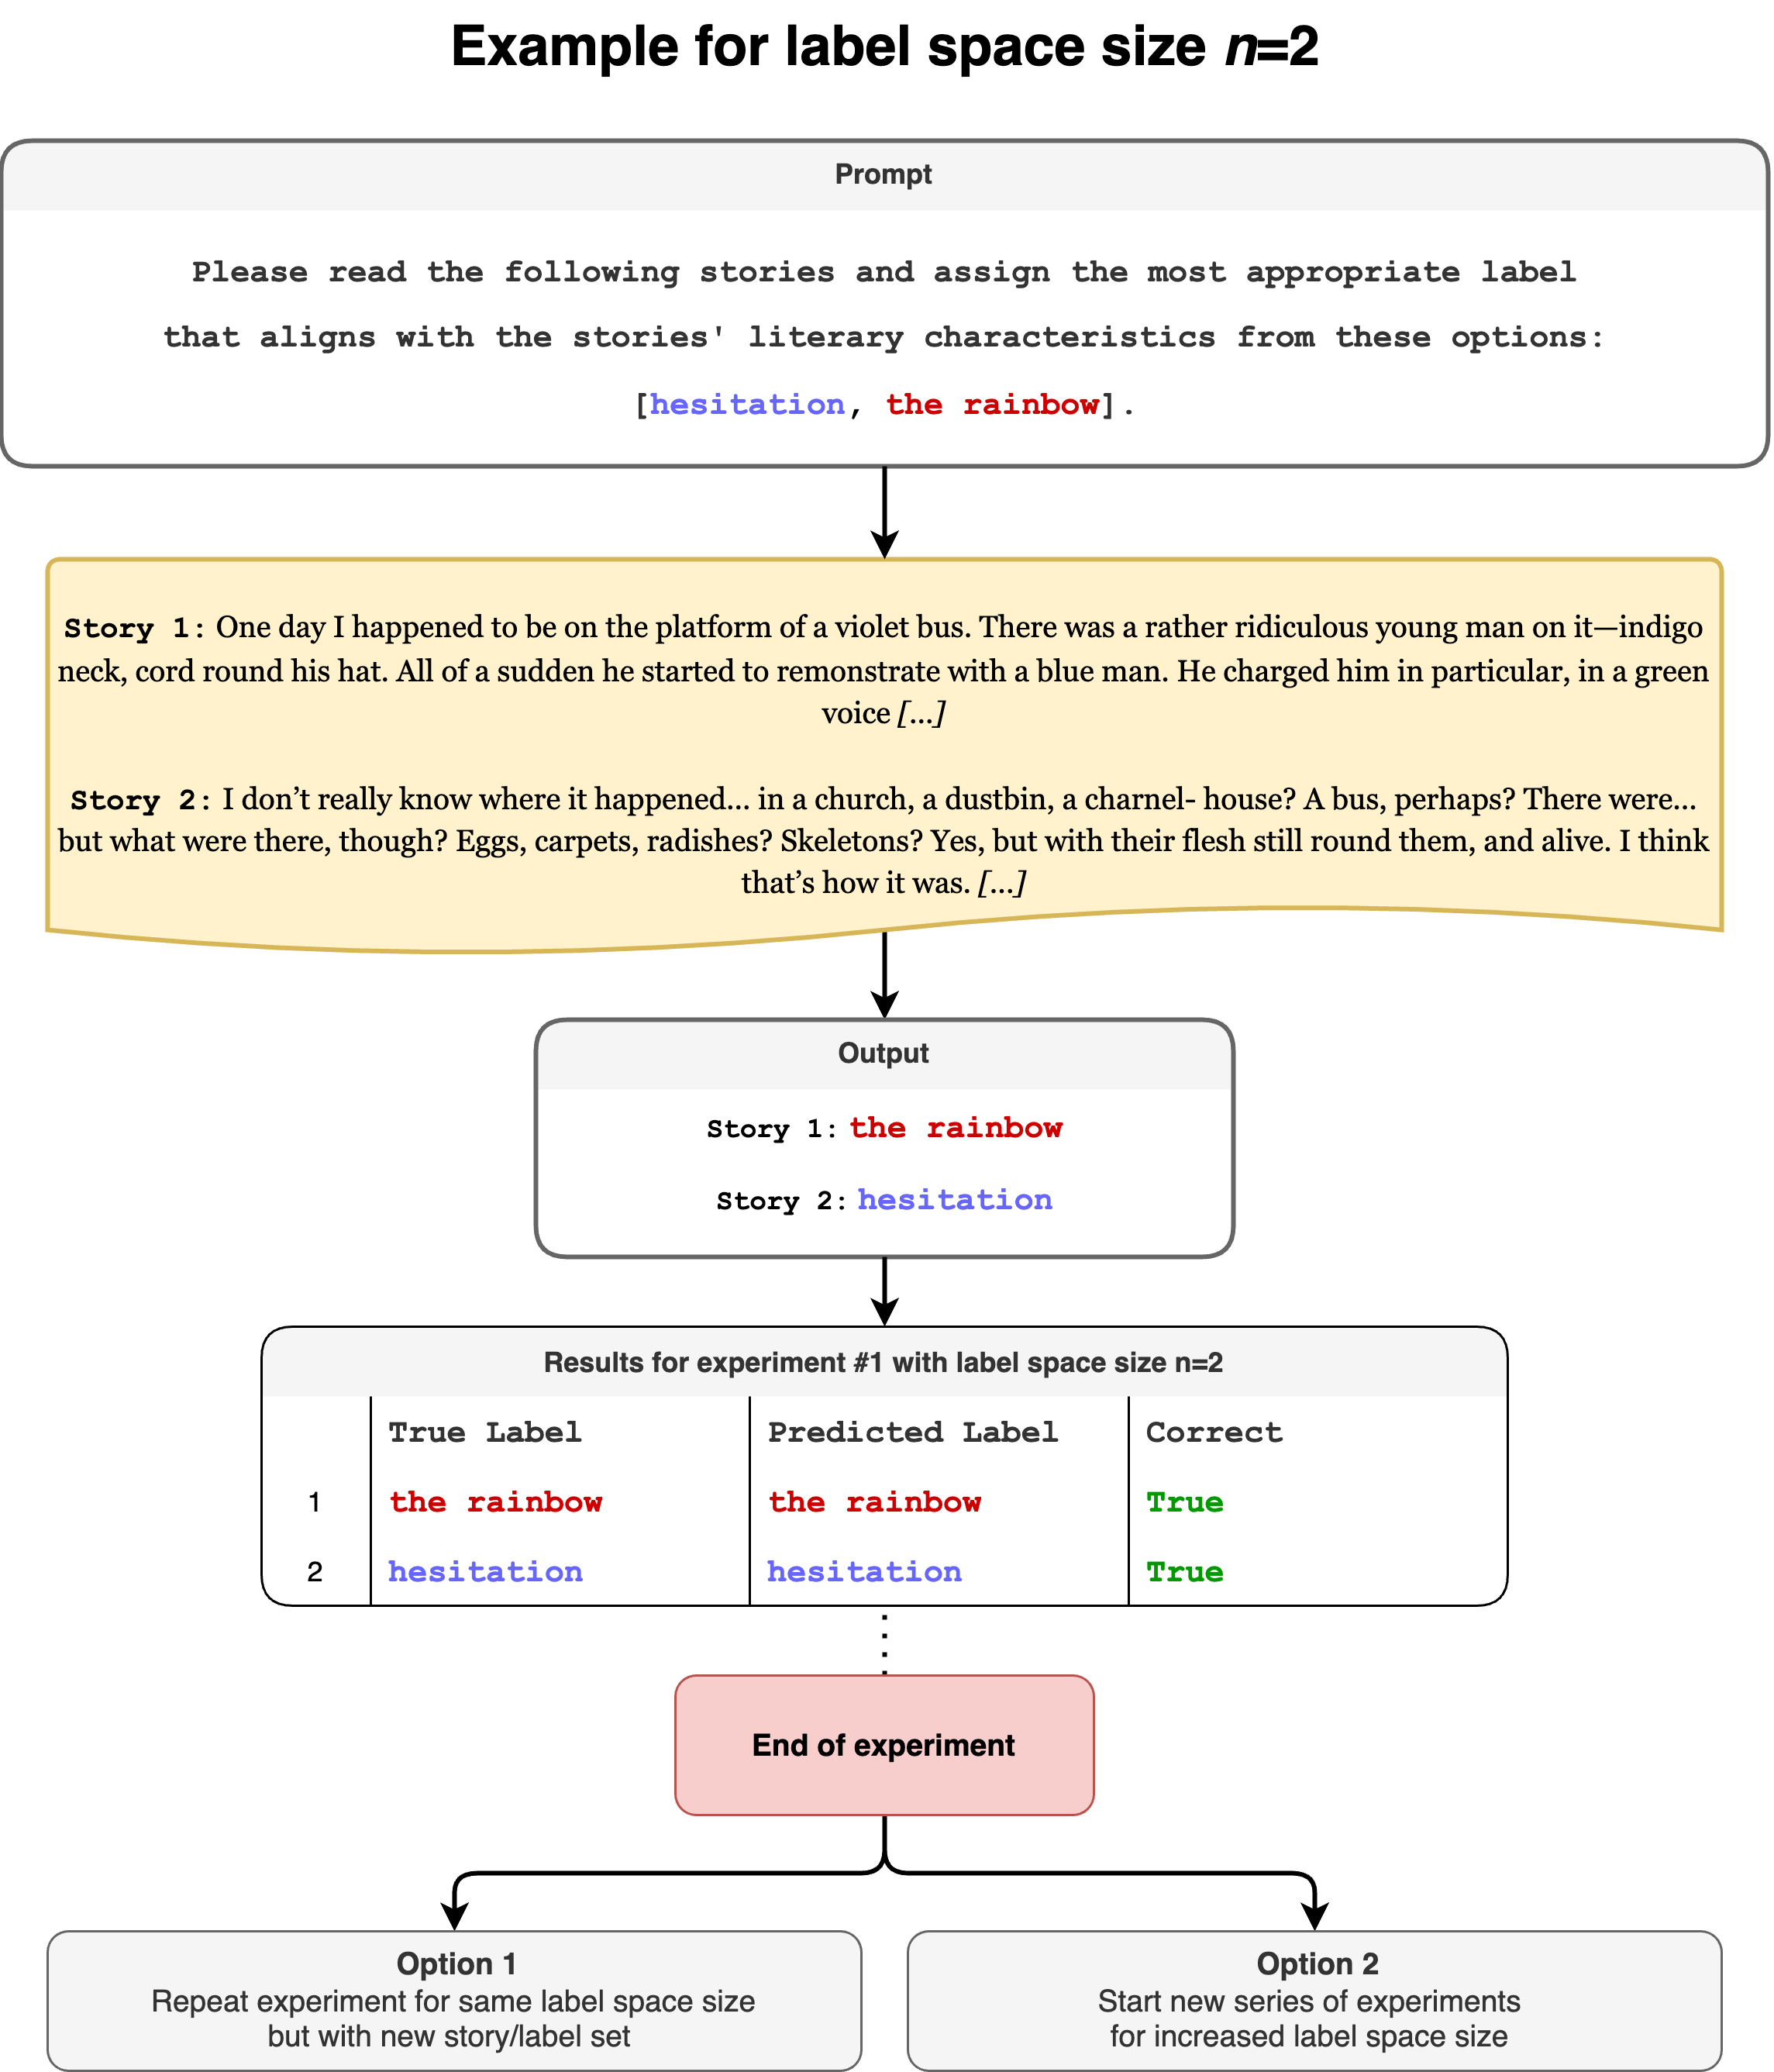 Example for label space size n=2
Prompt
Please read the following stories and assign the most appropriate label
that aligns with the stories' literary characteristics from these options:
[hesitation, the rainbow].
Story 1: One day I happened to be on the platform of a violet bus. There was a rather ridiculous young man on it—indigo
neck, cord round his hat. All of a sudden he started to remonstrate with a blue man. He charged him in particular, in a green
voice [...]
Story 2: I don’t really know where it happened... in a church, a dustbin, a charnel- house? A bus, perhaps? There were...
but what were there, though? Eggs, carpets, radishes? Skeletons? Yes, but with their flesh still round them, and alive. I think
that’s how it was. [...]
Output
Story 1: the rainbow
Story 2: hesitation
Results for experiment #1 with label space size n=2
True Label Predicted Label Correct
1 the rainbow the rainbow True
2 hesitation hesitation True
End of experiment
Option 1
Repeat experiment for same label space size
but with new story/label set
Option 2
Start new series of experiments
for increased label space size